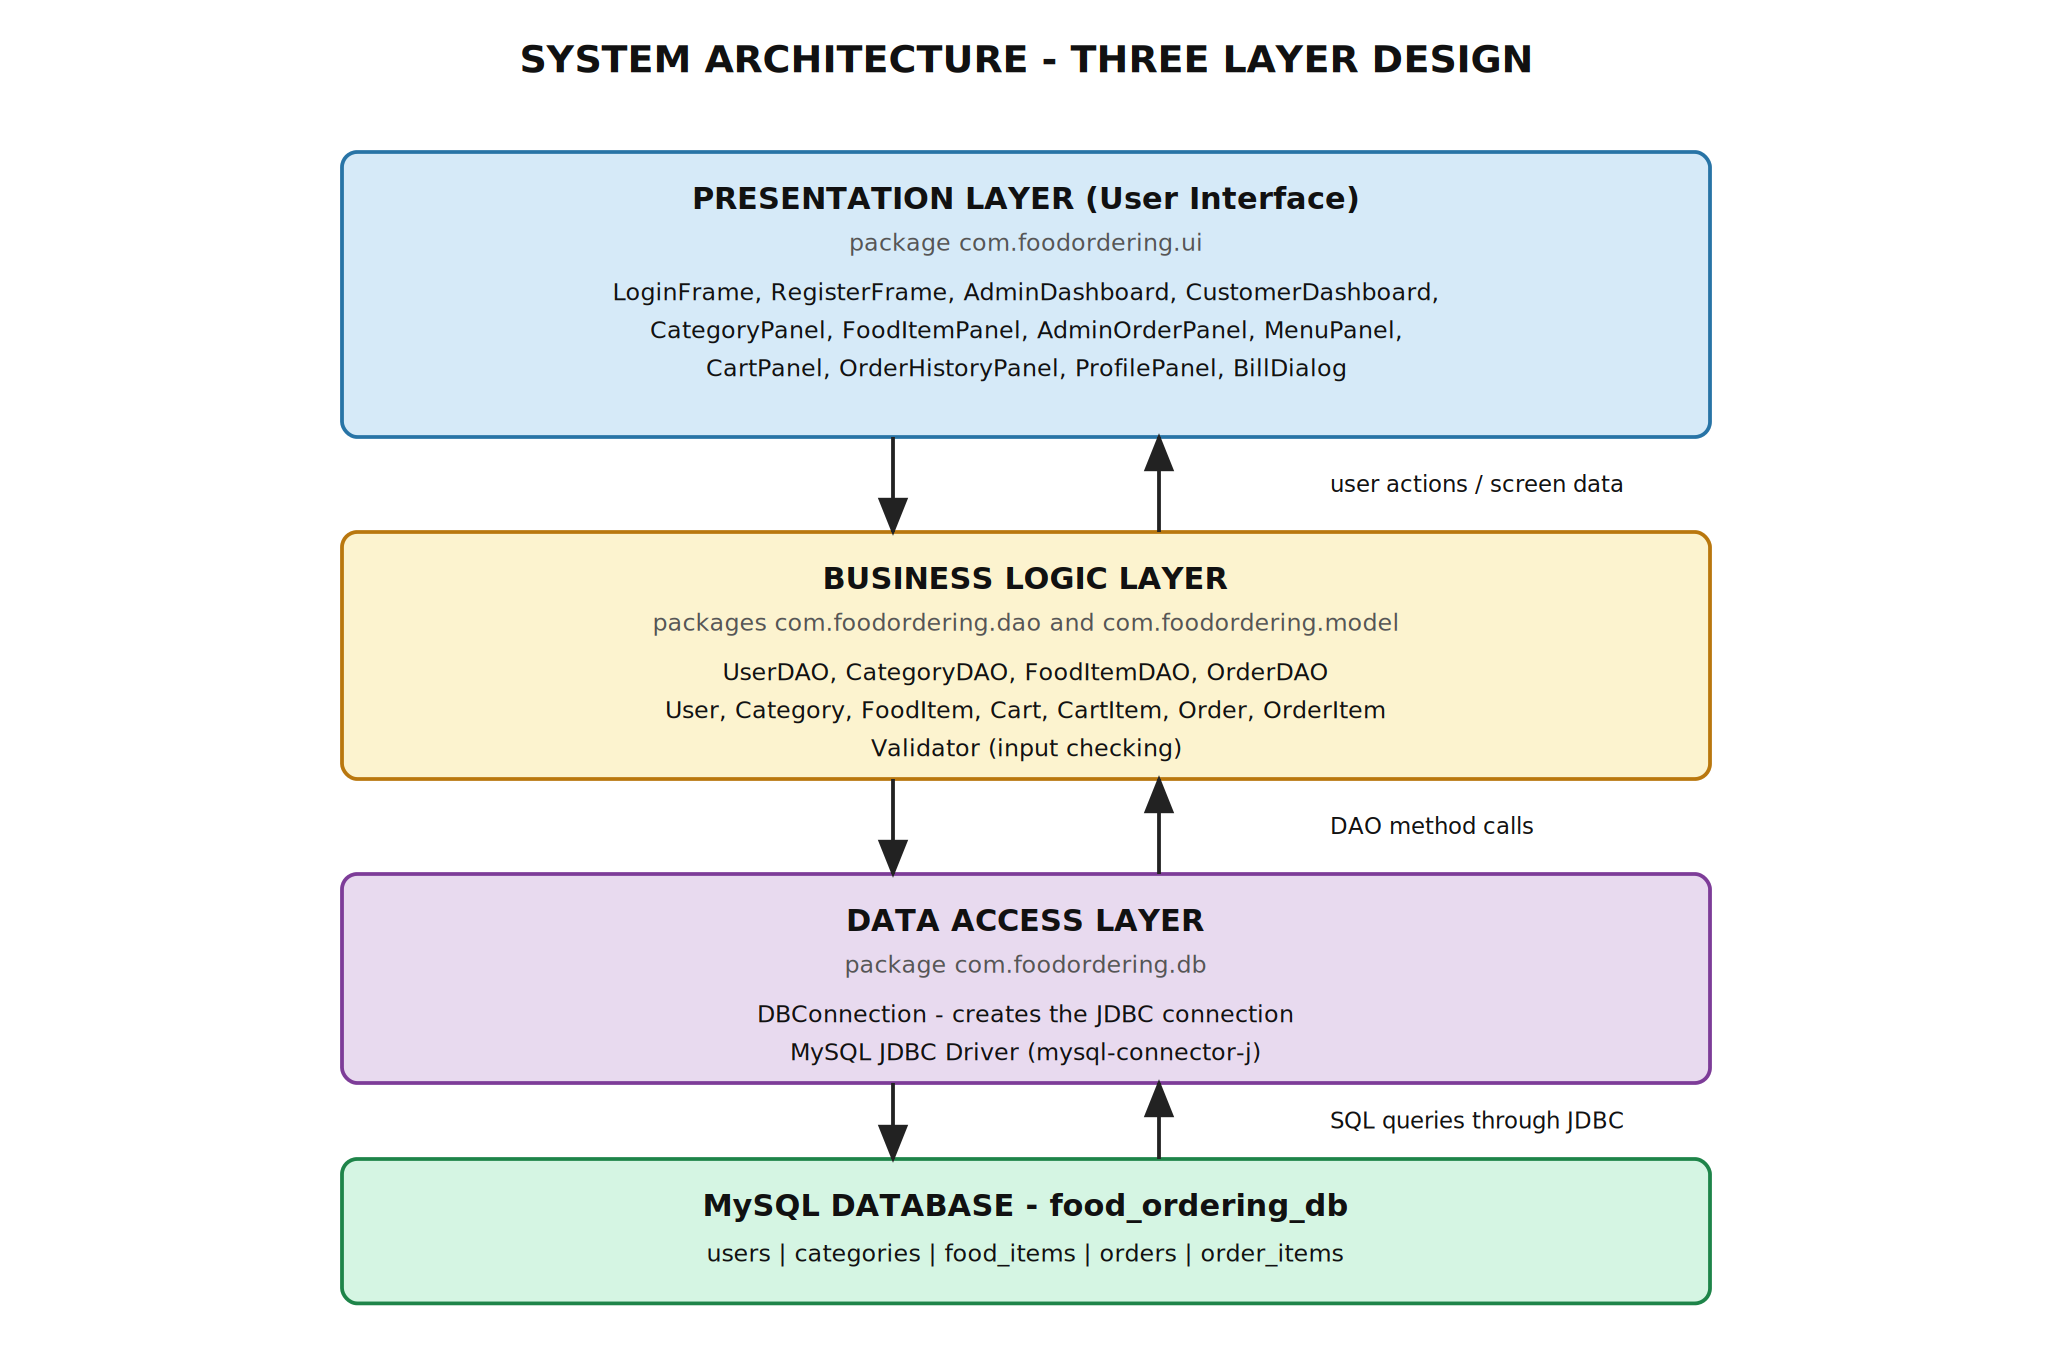 SYSTEM ARCHITECTURE - THREE LAYER DESIGN
PRESENTATION LAYER (User Interface)
package com.foodordering.ui
LoginFrame, RegisterFrame, AdminDashboard, CustomerDashboard,
CategoryPanel, FoodItemPanel, AdminOrderPanel, MenuPanel,
CartPanel, OrderHistoryPanel, ProfilePanel, BillDialog
user actions / screen data
BUSINESS LOGIC LAYER
packages com.foodordering.dao and com.foodordering.model
UserDAO, CategoryDAO, FoodItemDAO, OrderDAO
User, Category, FoodItem, Cart, CartItem, Order, OrderItem
Validator (input checking)
DAO method calls
DATA ACCESS LAYER
package com.foodordering.db
DBConnection - creates the JDBC connection
MySQL JDBC Driver (mysql-connector-j)
SQL queries through JDBC
MySQL DATABASE - food_ordering_db
users | categories | food_items | orders | order_items